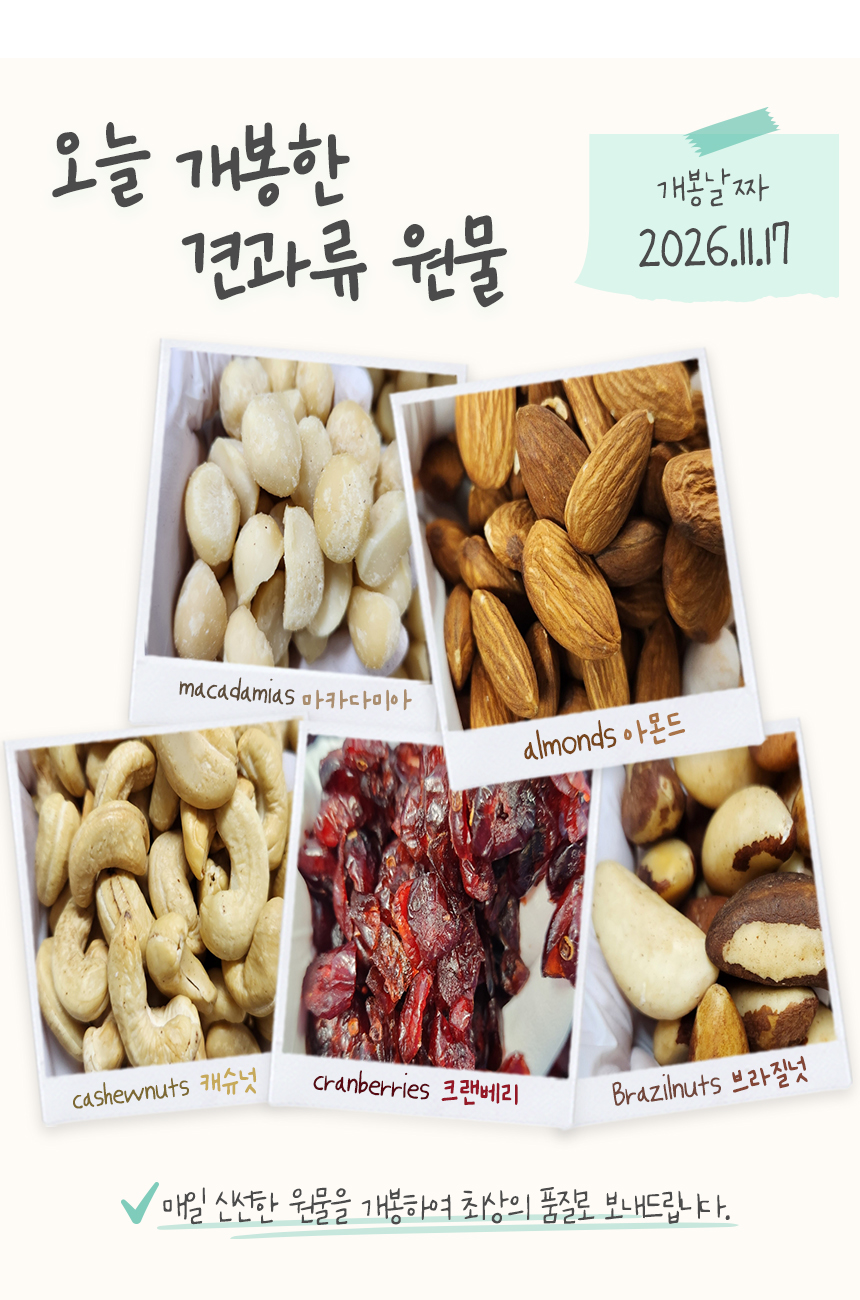 오늘 개봉한
견과류 원물
개봉날짜
2026.11.17
macadamias 마카다미아
almonds 아몬드
cashewnuts 캐슈넛
cranberries 크랜베리
Brazilnuts 브라질넛
매일 신선한 원물을 개봉하여 최상의 품질로 보내드립니다.